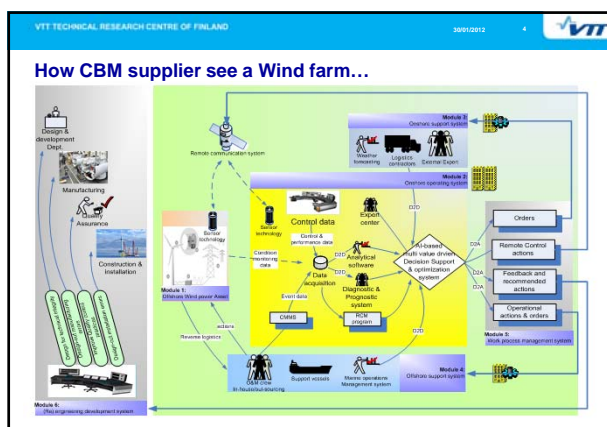 VTT TECHNICAL RESEARCH CENTRE OF FINLAND
30/01/2012
4
VTT
How CBM supplier see a Wind farm…
Design &
development
Dept.
Manufacturing
Quality
Assurance
Construction &
installation
Module 6:
(Re) engineering development system
Remote communication system
Sensor
technology
Condition
monitoring
data
Module 1:
Offshore Wind power Asset
actions
Reverse logistics
Module 3:
Onshore support system
Weather
forecasting
Logistics
contractors
External Expert
D2D
Module 2:
Onshore operating system
Sensor
technology
Control data
Control &
performance data
Expert
center
D2D
Analytical
software
Data
acquisition
D2D
Diagnostic &
Prognostic
system
Event data
CMMS
RCM
program
AI-based
multi value driven
Decision Support
& optimization
system
D2D
O&M crew
In-house/outsourcing
Support vessels
Marine operations
Management system
Module 4:
Offshore support system
D2A
D2A
D2A
D2A
Orders
Remote Control
actions
Feedback and
recommended
actions
Operational
actions & orders
Module 5:
Work process management system